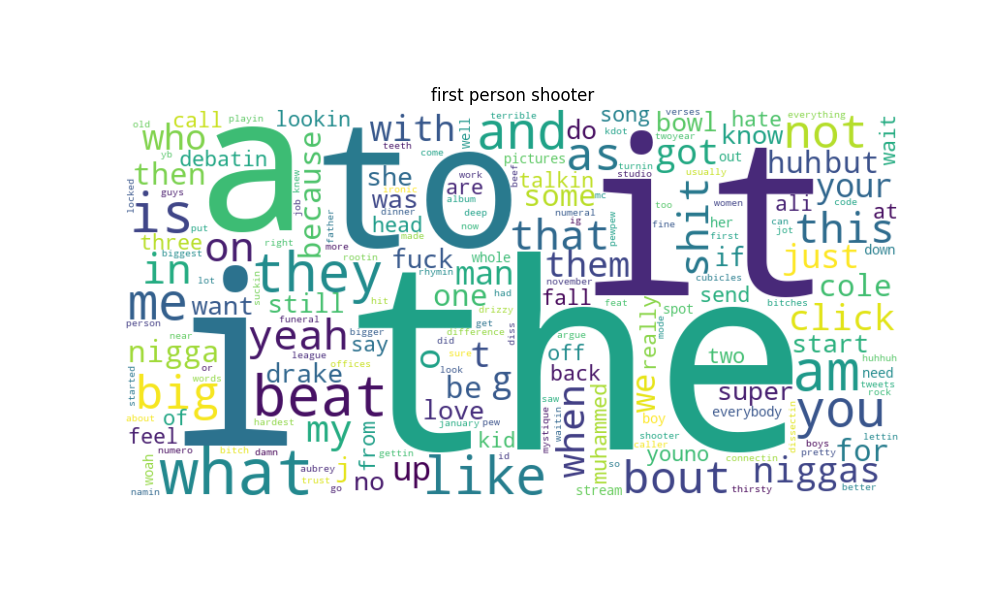 first person shooter
old call playin lookin terrible song verses hate everything
who a to with well and do it kdot bowl twoyear know not wait
yb debatin because teeth come pictures as got out huhbut
then knew she work beef talkin turnin studio too usually your
locked guys job ironic are album some mc shit women ali code
is put father was dinner deep numeral ig pewpew her can at
three on more head made now that fine first jot this down
biggest right rootin fuck whole them if just
in lot suckin they rhymin man november cubicles cole
me want still hit one had fall feat really send bitches click
person near funeral bigger drizzy get diss argue spot mode
i yeah say did difference the off boy start huhhuh
nigga or league offices o look t saw back we two am need tweets
started words drake sure be g mystique when super rock
big about hardest beat love january pew waitin muhammed everybody you
of my from kid id shooter caller dissectin boys lettin
feel numero bitch damn gettin so youno pretty for
woah what aubrey j up like connectin niggas
namin trust go no stream bout thirsty better